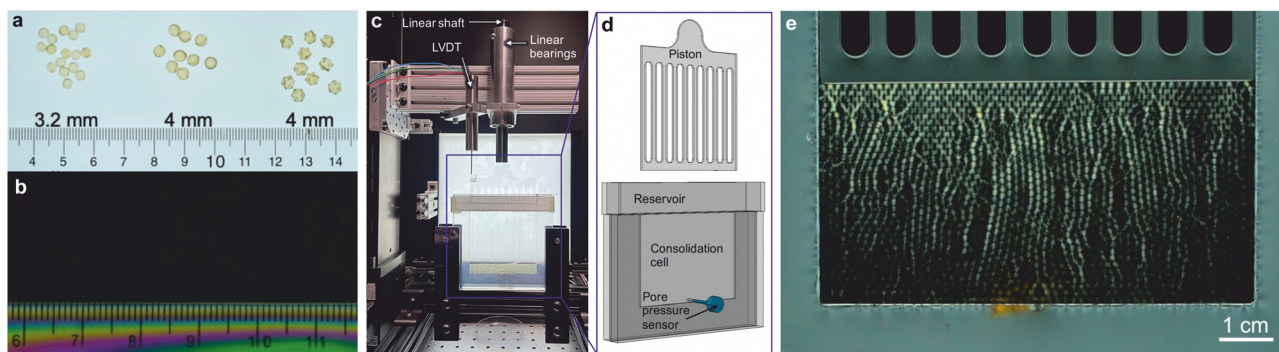 a
3.2 mm 4 mm 4 mm
4 5 6 7 8 9 10 11 12 13 14
b
6 7 8 9 10 11
c
Linear shaft
LVDT
Linear
bearings
d
Piston
Reservoir
Consolidation
cell
Pore
pressure
sensor
e
1 cm